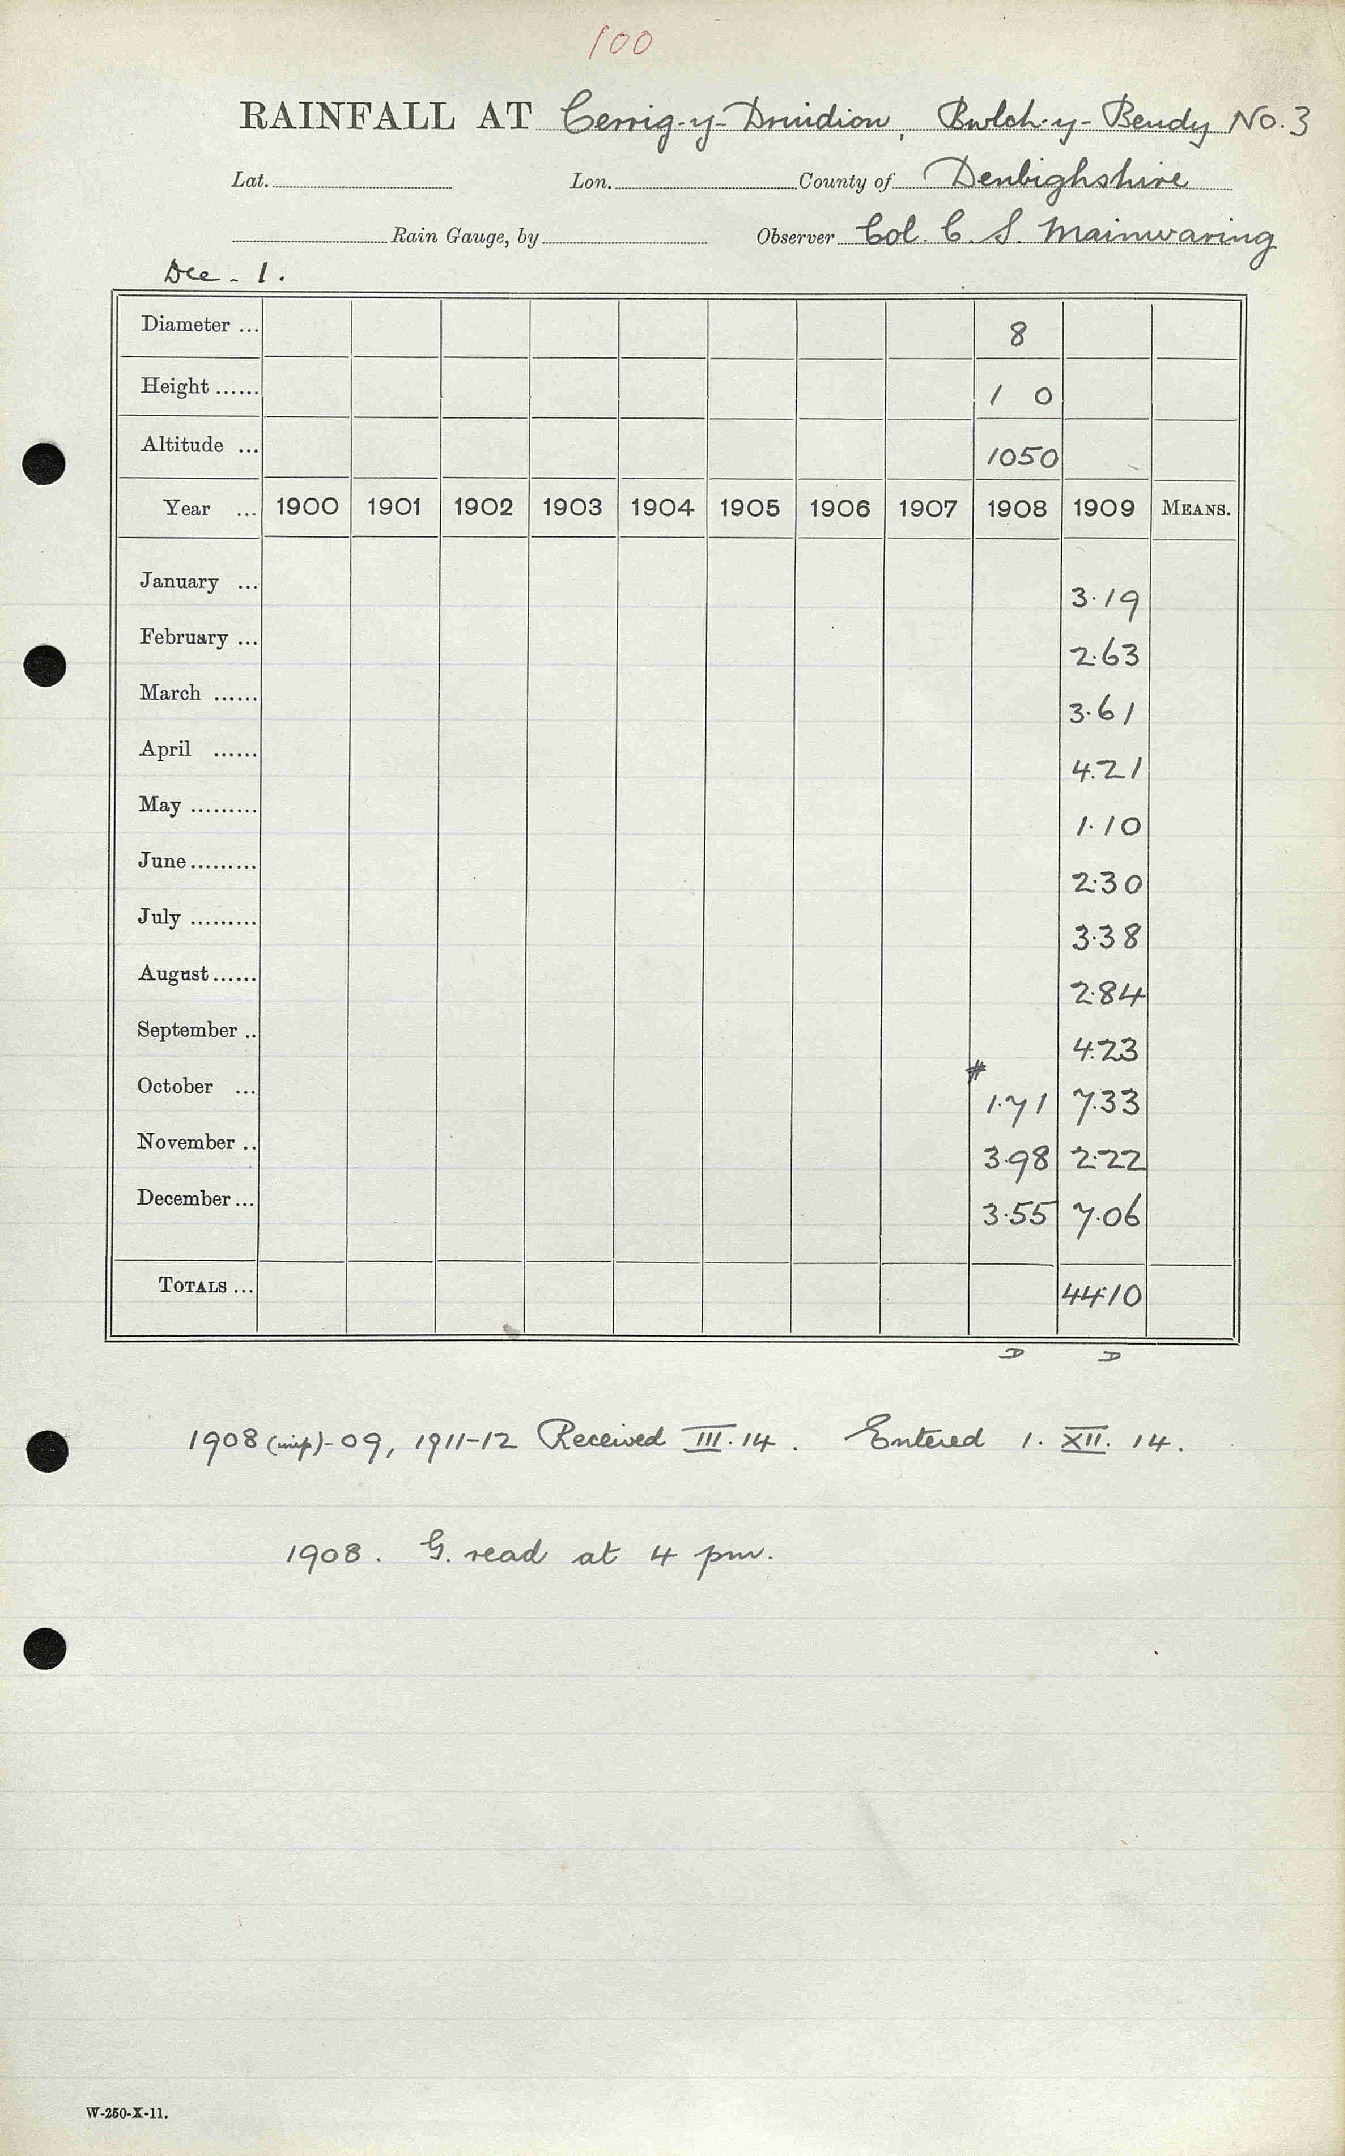 100
RAINFALL AT Cerrig-y-Druidion, Bwlch-y-Bendy No. 3
Lat. Lon. County of Denbighshire
Rain Gauge, by Observer Col. C. S. Mainwaring
Dec - 1.
Diameter ... 8
Height ...... 1 0
Altitude ... 1050
Year ... 1900 1901 1902 1903 1904 1905 1906 1907 1908 1909 MEANS.
January ... 3.19
February ... 2.63
March ...... 3.61
April ...... 4.21
May ......... 1.10
June ......... 2.30
July ......... 3.38
August ...... 2.84
September .. 4.23
October ... # 1.71 7.33
November .. 3.98 2.22
December ... 3.55 7.06
TOTALS ... 44.10
D D
1908 (imp)-09, 1911-12 Received III.14. Entered 1. XII. 14.
1908. G. read at 4 pm.
W-250-X-11.